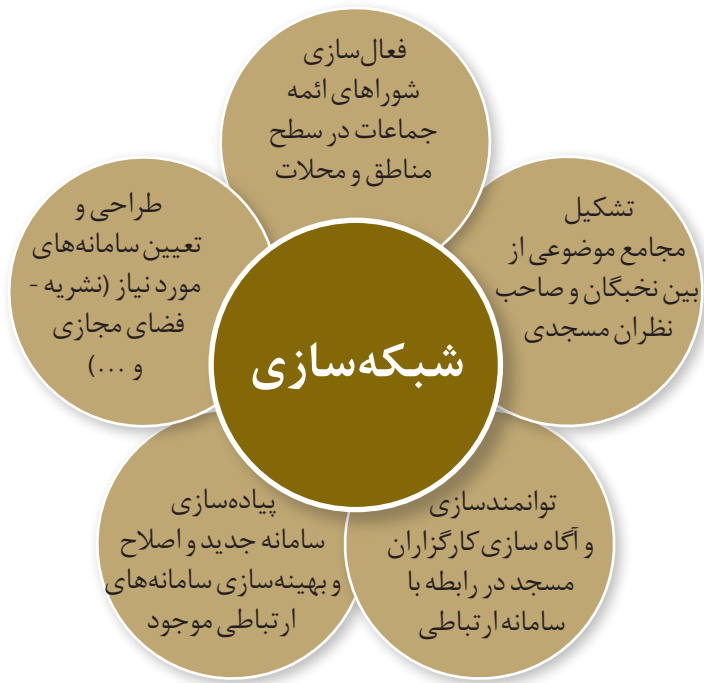 فعال‌سازی
شوراهای ائمه
جماعات در سطح
مناطق و محلات
تشکیل
مجامع موضوعی از
بین نخبگان و صاحب
نظران مسجدی
طراحی و
تعیین سامانه‌های
مورد نیاز (نشریه -
فضای مجازی
و ...)
شبکه‌سازی
توانمندسازی
و آگاه سازی کارگزاران
مسجد در رابطه با
سامانه ارتباطی
پیاده‌سازی
سامانه جدید و اصلاح
و بهینه‌سازی سامانه‌های
ارتباطی موجود